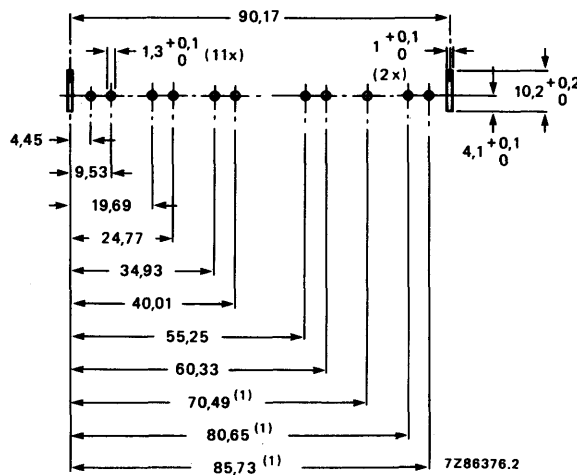 90,17
1,3 +0,1 0 (11x)
1 +0,1 0
(2x)
10,2 +0,2 0
4,1 +0,1 0
4,45
9,53
19,69
24,77
34,93
40,01
55,25
60,33
70,49 (1)
80,65 (1)
85,73 (1)
7Z86376.2